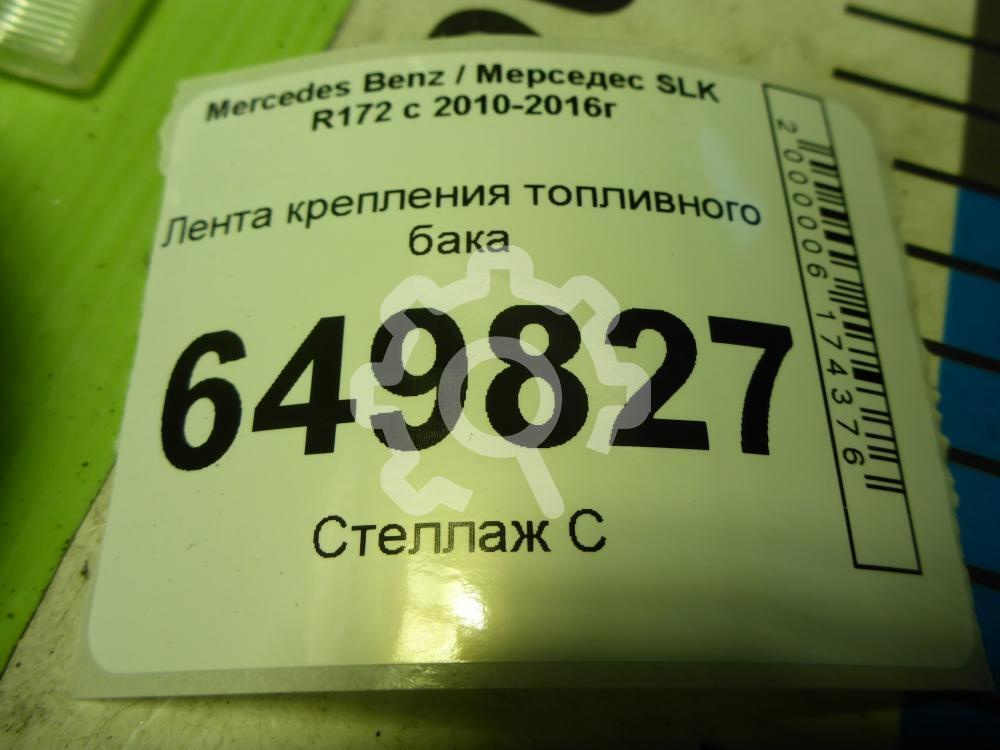 Mercedes Benz / Мерседес SLK
R172 с 2010-2016г
Лента крепления топливного
бака
649827
Стеллаж С
2000006174376